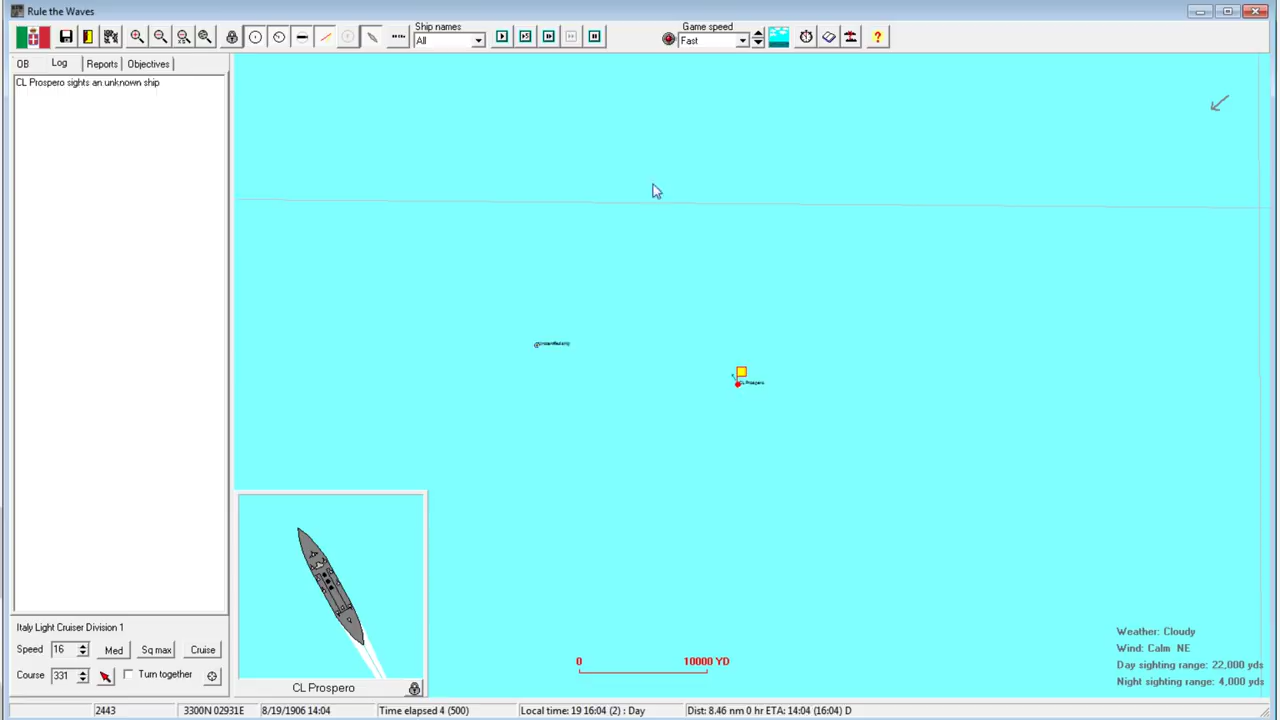 Rule the Waves
Ship names
All
Game speed
Fast
OB
Log
Reports
Objectives
CL Prospero sights an unknown ship
CL Prospero
Italy Light Cruiser Division 1
Speed 16
Med
Sq max
Cruise
Course 331
Turn together
CL Prospero
0 10000 YD
Weather: Cloudy
Wind: Calm NE
Day sighting range: 22,000 yds
Night sighting range: 4,000 yds
2443
3300N 02931E
8/19/1906 14:04
Time elapsed 4 (500)
Local time: 19 16:04 (2) : Day
Dist: 8.46 nm 0 hr ETA: 14:04 (16:04) D